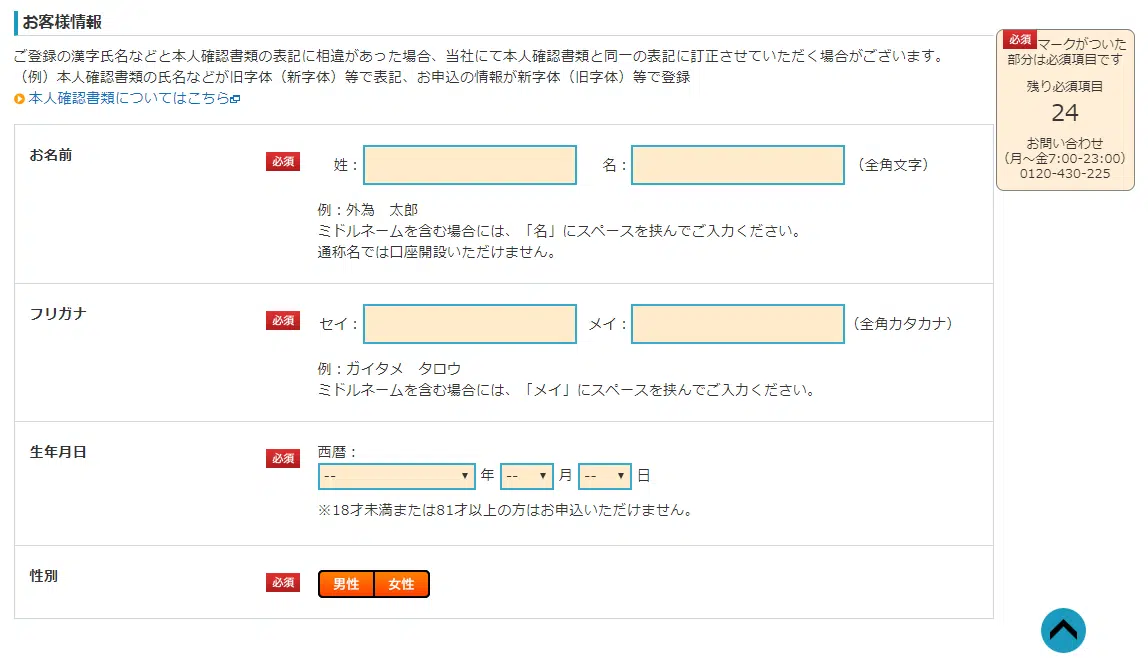 お客様情報
ご登録の漢字氏名などと本人確認書類の表記に相違があった場合、当社にて本人確認書類と同一の表記に訂正させていただく場合がございます。
（例）本人確認書類の氏名などが旧字体（新字体）等で表記、お申込の情報が新字体（旧字体）等で登録
本人確認書類についてはこちら
必須 マークがついた
部分は必須項目です
残り必須項目
24
お問い合わせ
（月～金7:00-23:00）
0120-430-225
お名前 必須 姓： 名： （全角文字）
例：外為　太郎
ミドルネームを含む場合には、「名」にスペースを挟んでご入力ください。
通称名では口座開設いただけません。
フリガナ 必須 セイ： メイ： （全角カタカナ）
例：ガイタメ　タロウ
ミドルネームを含む場合には、「メイ」にスペースを挟んでご入力ください。
生年月日 必須 西暦：
-- 年 -- 月 -- 日
※18才未満または81才以上の方はお申込いただけません。
性別 必須 男性 女性